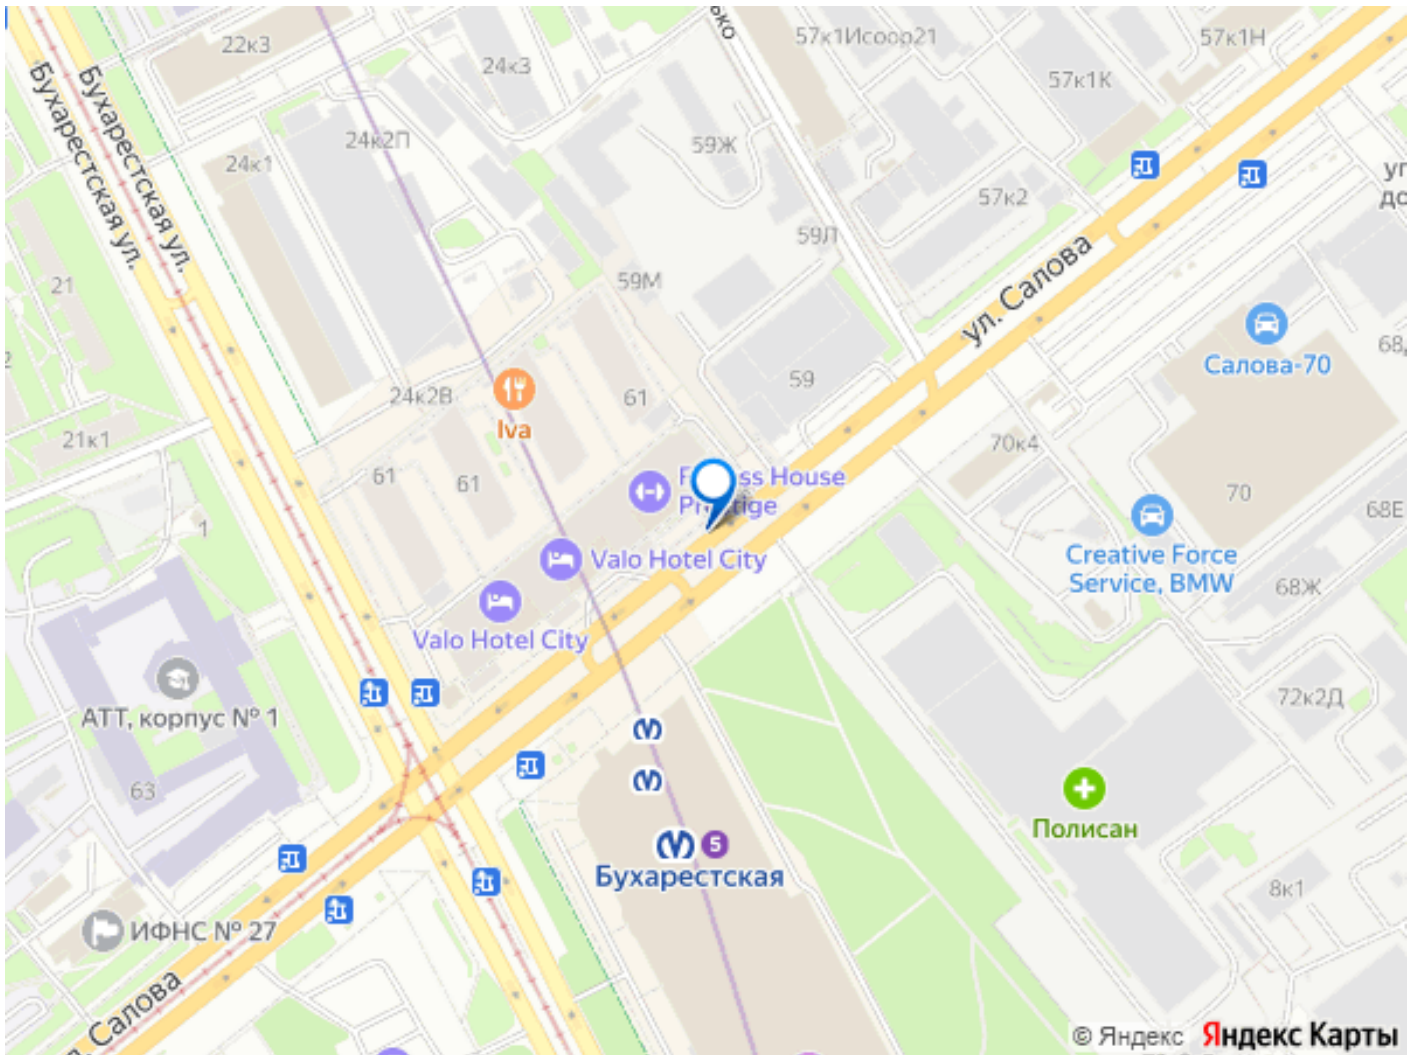 22к3
24к3
57к1Исоор21
57к1Н
57к1К
Бухарестская ул.
Бухарестская ул.
24к2П
24к1
59Ж
57к2
59Л
21
59М
ул. Салова
Салова-70
24к2В
61
59
Iva
21к1
70к4
61
61
House
70
68Е
1
Valo Hotel City
Creative Force
Service, BMW
68Ж
Valo Hotel City
АТТ, корпус № 1
72к2Д
63
Полисан
5
Бухарестская
8к1
ИФНС № 27
Салова
© Яндекс Яндекс Карты